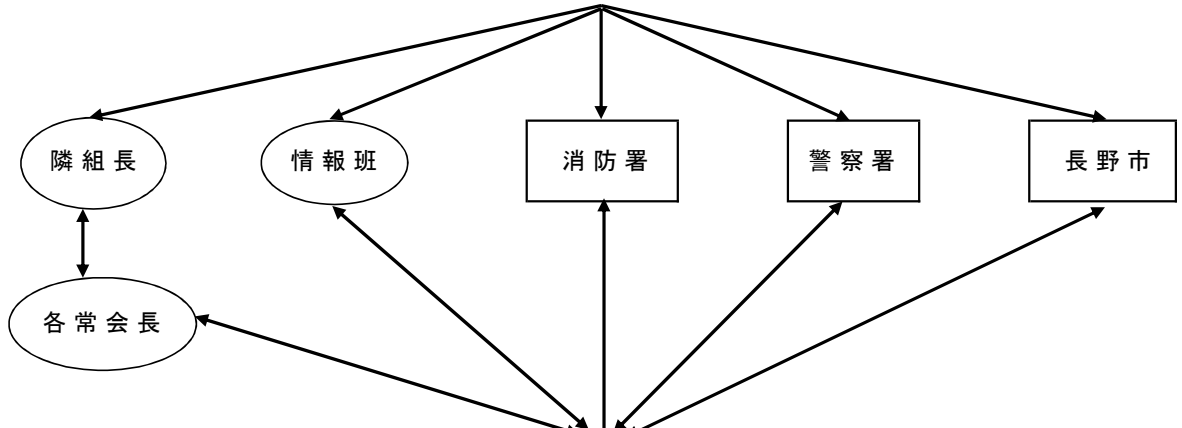 隣組長
情報班
消防署
警察署
長野市
各常会長